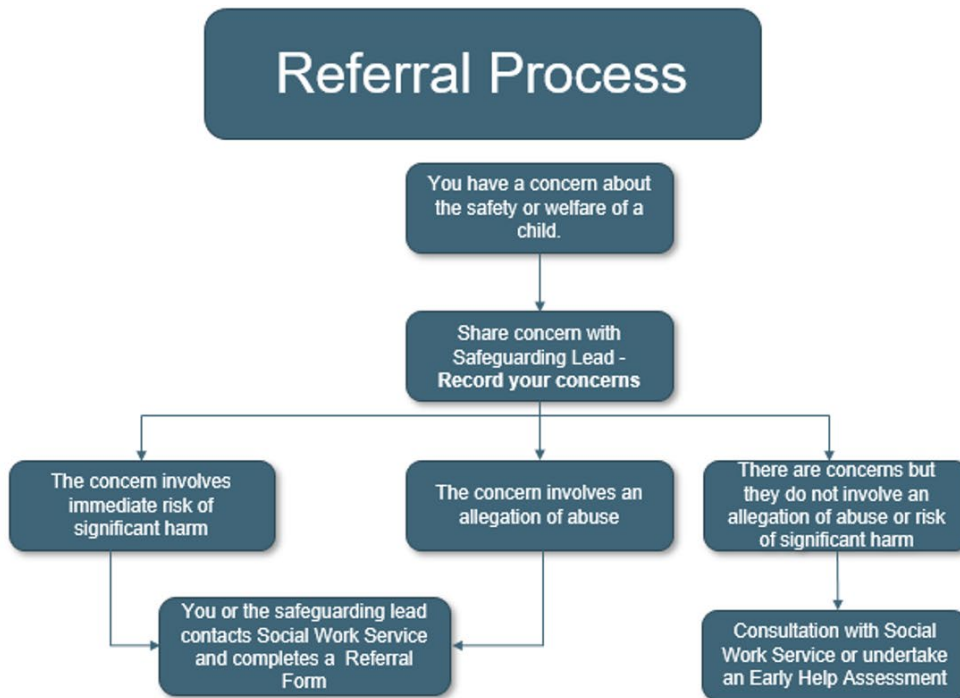 Referral Process
You have a concern about
the safety or welfare of a
child.
Share concern with
Safeguarding Lead -
Record your concerns
The concern involves
immediate risk of
significant harm
The concern involves an
allegation of abuse
There are concerns but
they do not involve an
allegation of abuse or risk
of significant harm
You or the safeguarding lead
contacts Social Work Service
and completes a Referral
Form
Consultation with Social
Work Service or undertake
an Early Help Assessment